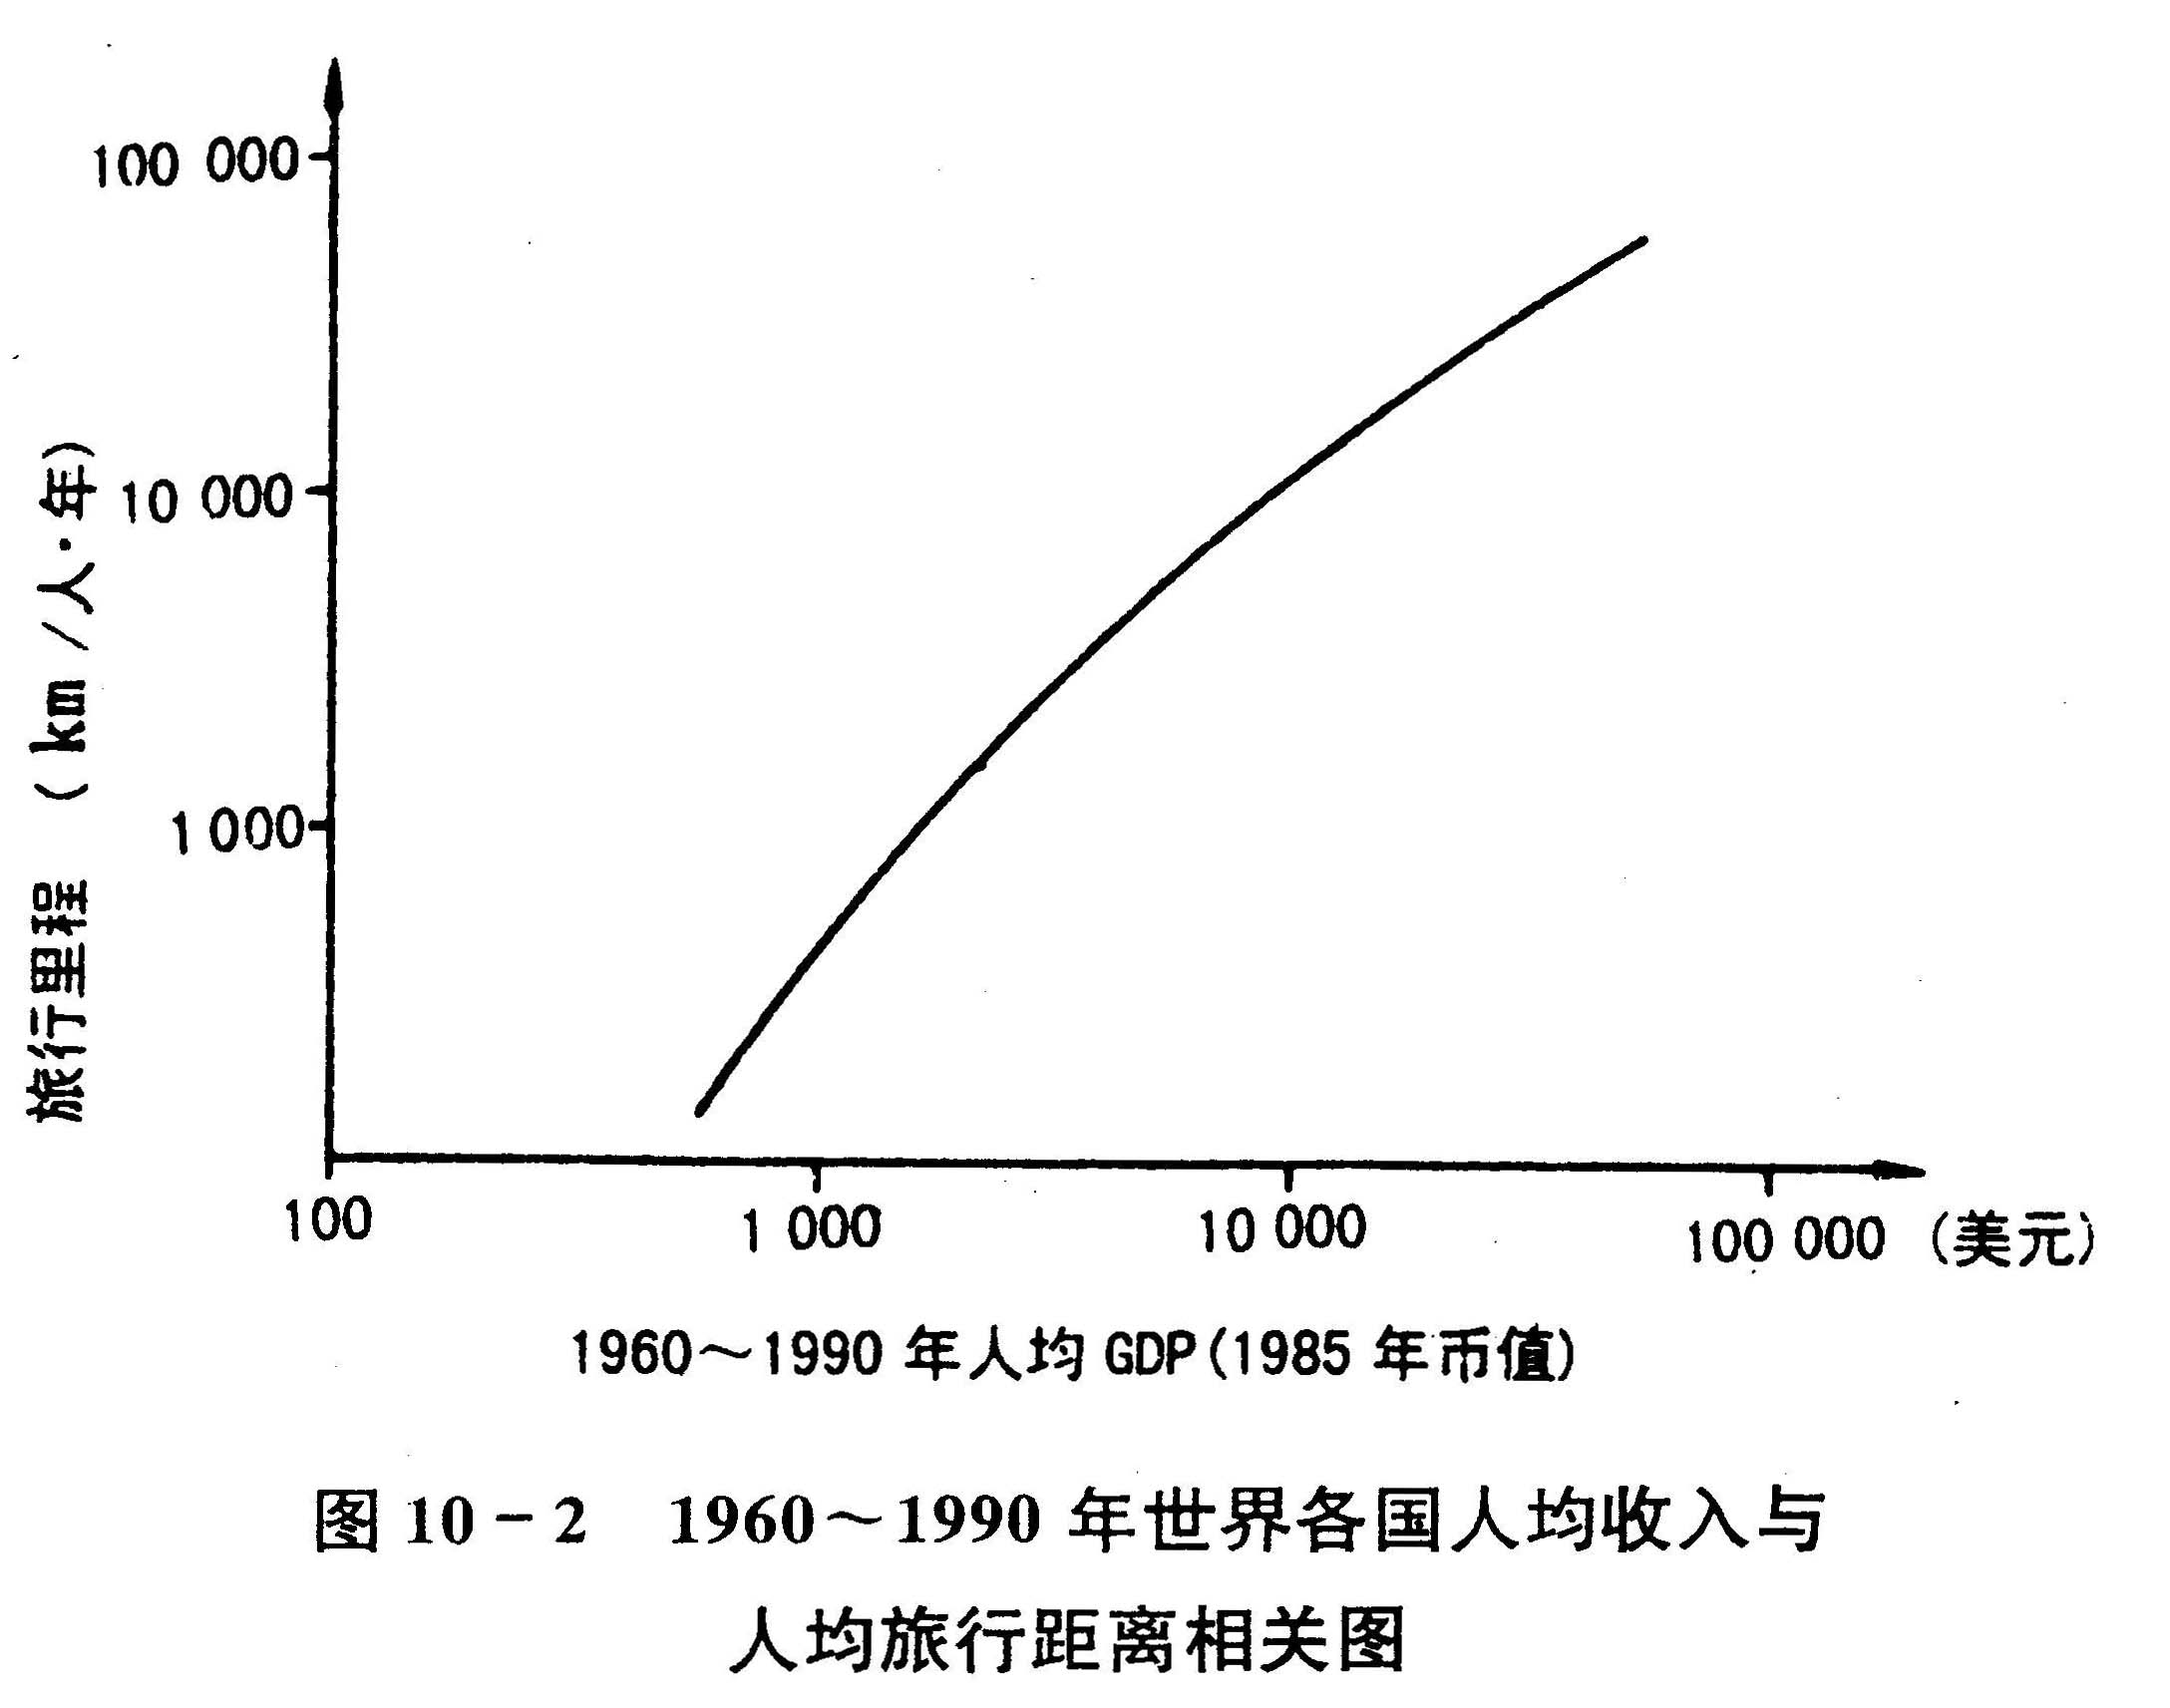 100 000
10 000
1 000
旅行里程 (km/人·年)
100 1 000 10 000 100 000 (美元)
1960～1990 年人均 GDP(1985 年币值)
图 10-2 1960～1990 年世界各国人均收入与
人均旅行距离相关图